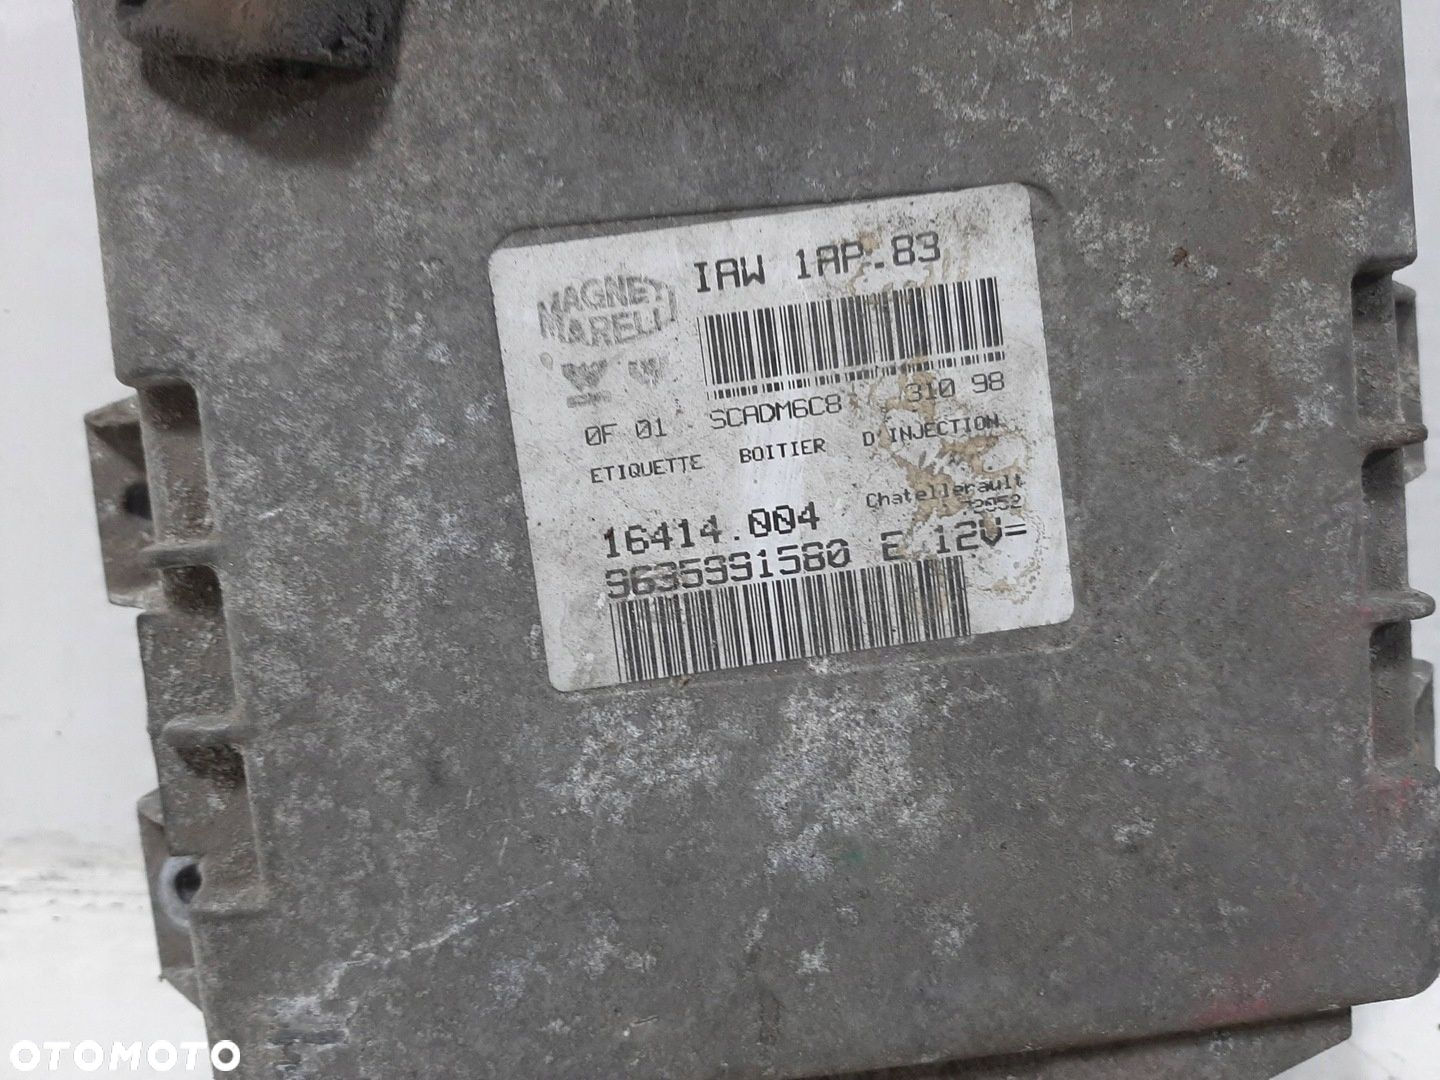 IAW 1AP.83
MAGNETI
MARELLI
0F 01 SCADM6C8 310 98
ETIQUETTE BOITIER D'INJECTION
Chatellerault
16414.004
9635991580 E 12V=
OTOMOTO